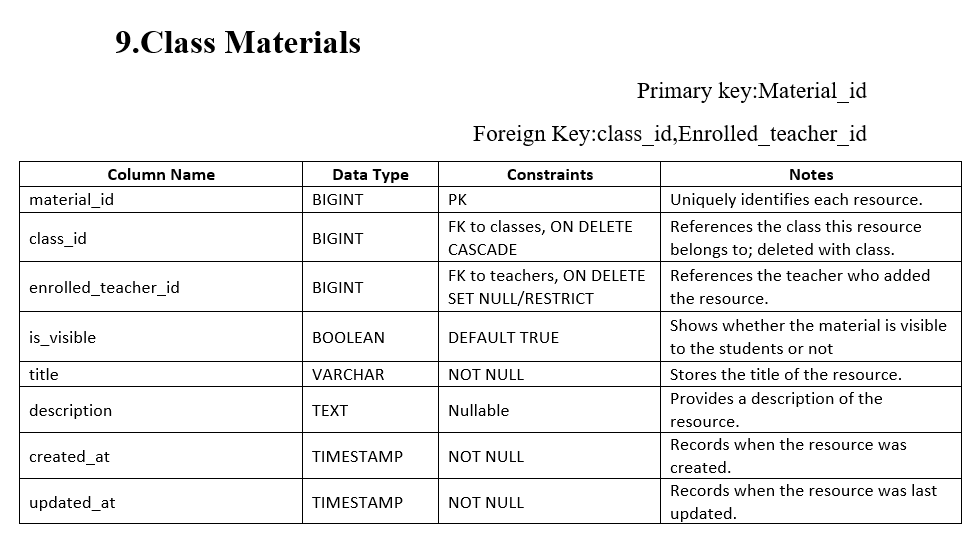 9.Class Materials
Primary key:Material_id
Foreign Key:class_id,Enrolled_teacher_id
Column Name Data Type Constraints Notes
material_id BIGINT PK Uniquely identifies each resource.
class_id BIGINT FK to classes, ON DELETE CASCADE References the class this resource belongs to; deleted with class.
enrolled_teacher_id BIGINT FK to teachers, ON DELETE SET NULL/RESTRICT References the teacher who added the resource.
is_visible BOOLEAN DEFAULT TRUE Shows whether the material is visible to the students or not
title VARCHAR NOT NULL Stores the title of the resource.
description TEXT Nullable Provides a description of the resource.
created_at TIMESTAMP NOT NULL Records when the resource was created.
updated_at TIMESTAMP NOT NULL Records when the resource was last updated.